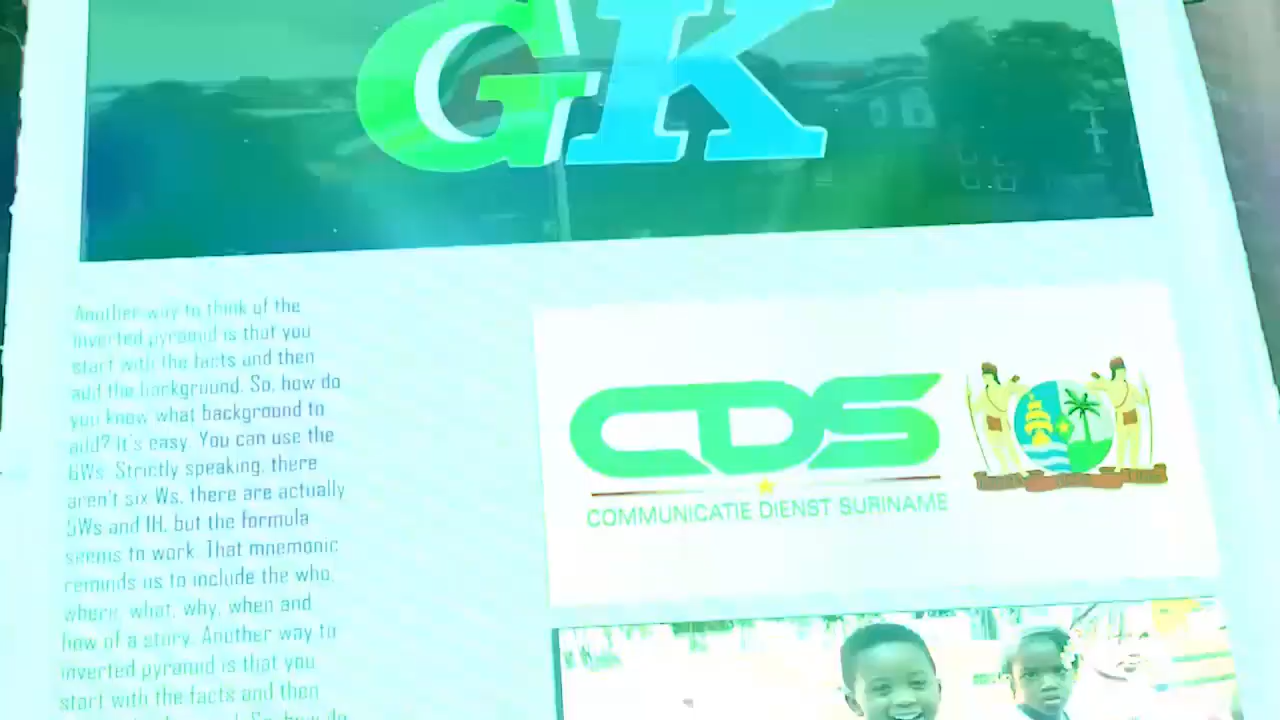 GK
Another way to think of the
inverted pyramid is that you
start with the facts and then
add the background. So, how do
you know what background to
add? It's easy. You can use the
6Ws. Strictly speaking, there
aren't six Ws, there are actually
5Ws and 1H, but the formula
seems to work. That mnemonic
reminds us to include the who,
where, what, why, when and
how of a story. Another way to
inverted pyramid is that you
start with the facts and then
CDS
COMMUNICATIE DIENST SURINAME